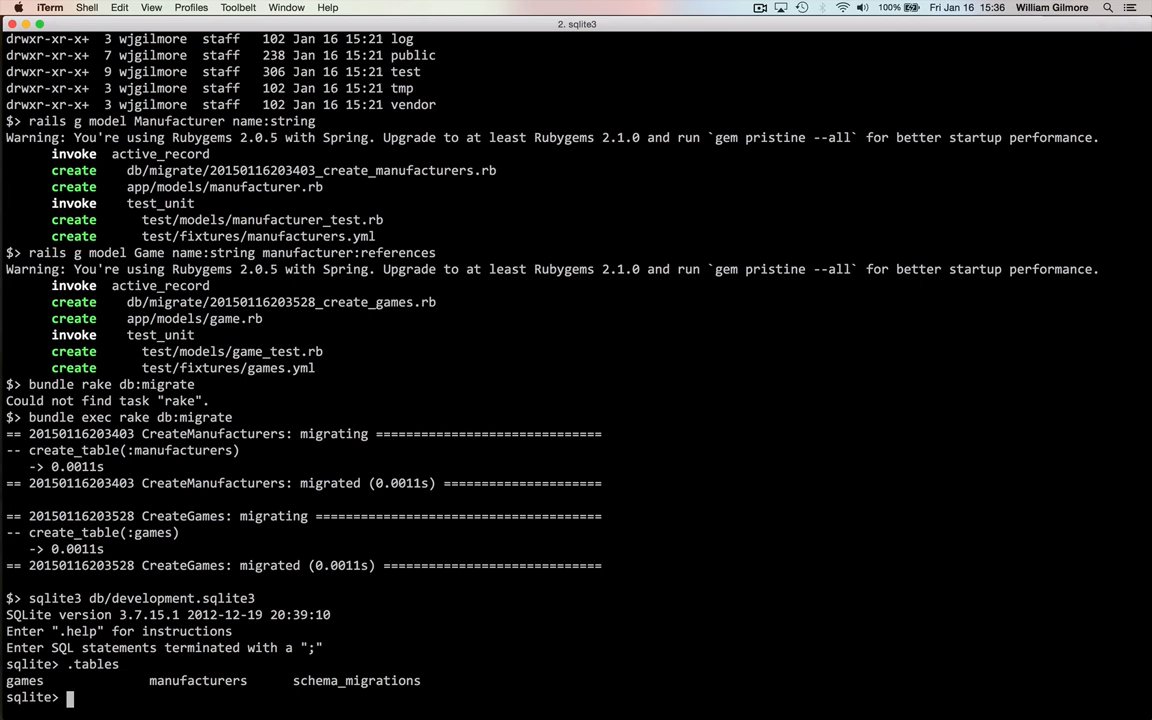 iTerm Shell Edit View Profiles Toolbelt Window Help 100% Fri Jan 16 15:36 William Gilmore
2. sqlite3
drwxr-xr-x+ 3 wjgilmore staff 102 Jan 16 15:21 log
drwxr-xr-x+ 7 wjgilmore staff 238 Jan 16 15:21 public
drwxr-xr-x+ 9 wjgilmore staff 306 Jan 16 15:21 test
drwxr-xr-x+ 3 wjgilmore staff 102 Jan 16 15:21 tmp
drwxr-xr-x+ 3 wjgilmore staff 102 Jan 16 15:21 vendor
$> rails g model Manufacturer name:string
Warning: You're using Rubygems 2.0.5 with Spring. Upgrade to at least Rubygems 2.1.0 and run `gem pristine --all` for better startup performance.
invoke active_record
create db/migrate/20150116203403_create_manufacturers.rb
create app/models/manufacturer.rb
invoke test_unit
create test/models/manufacturer_test.rb
create test/fixtures/manufacturers.yml
$> rails g model Game name:string manufacturer:references
Warning: You're using Rubygems 2.0.5 with Spring. Upgrade to at least Rubygems 2.1.0 and run `gem pristine --all` for better startup performance.
invoke active_record
create db/migrate/20150116203528_create_games.rb
create app/models/game.rb
invoke test_unit
create test/models/game_test.rb
create test/fixtures/games.yml
$> bundle rake db:migrate
Could not find task "rake".
$> bundle exec rake db:migrate
== 20150116203403 CreateManufacturers: migrating ==============================
-- create_table(:manufacturers)
-> 0.0011s
== 20150116203403 CreateManufacturers: migrated (0.0011s) =====================
== 20150116203528 CreateGames: migrating ======================================
-- create_table(:games)
-> 0.0011s
== 20150116203528 CreateGames: migrated (0.0011s) =============================
$> sqlite3 db/development.sqlite3
SQLite version 3.7.15.1 2012-12-19 20:39:10
Enter ".help" for instructions
Enter SQL statements terminated with a ";"
sqlite> .tables
games manufacturers schema_migrations
sqlite>